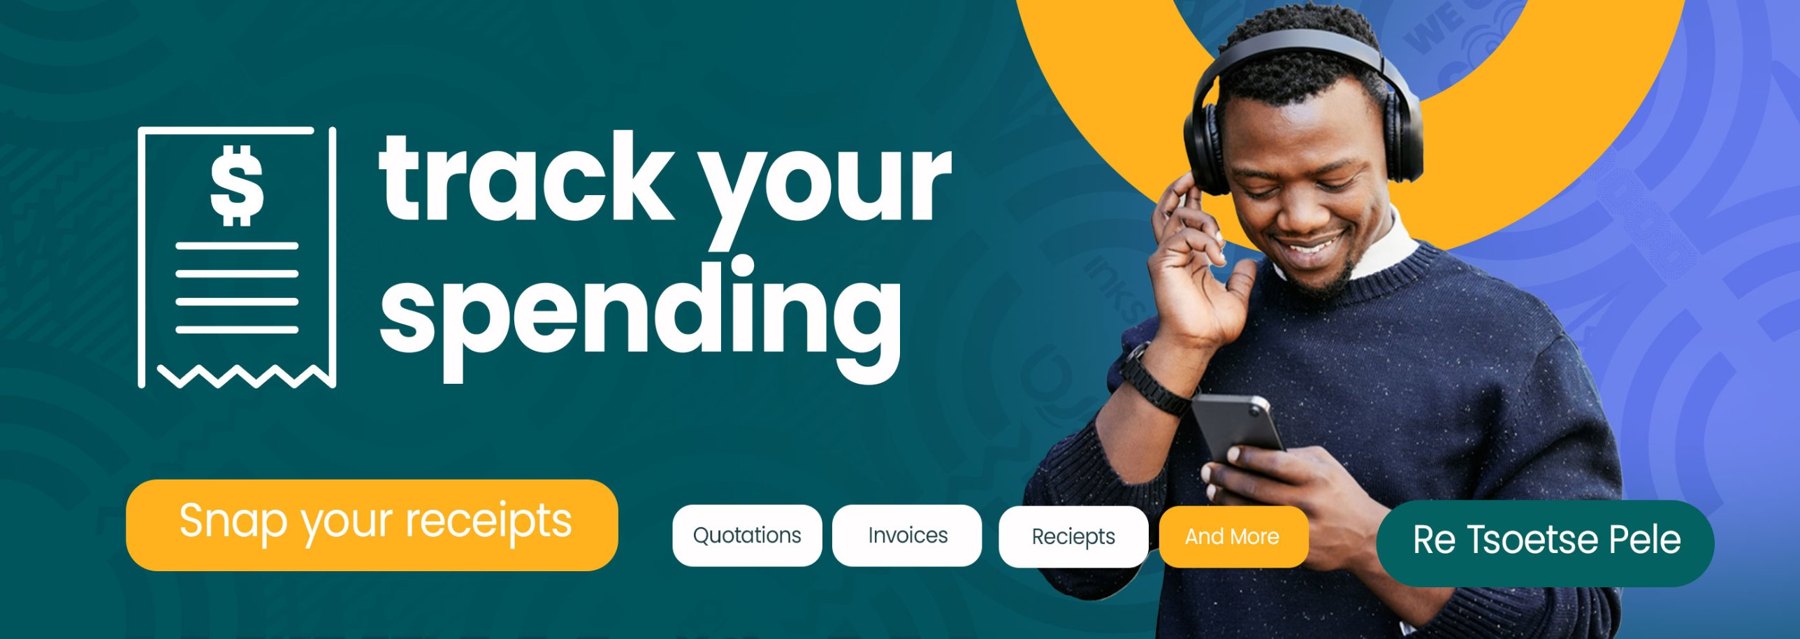 $
track your
spending
Snap your receipts
Quotations
Invoices
Reciepts
And More
Re Tsoetse Pele